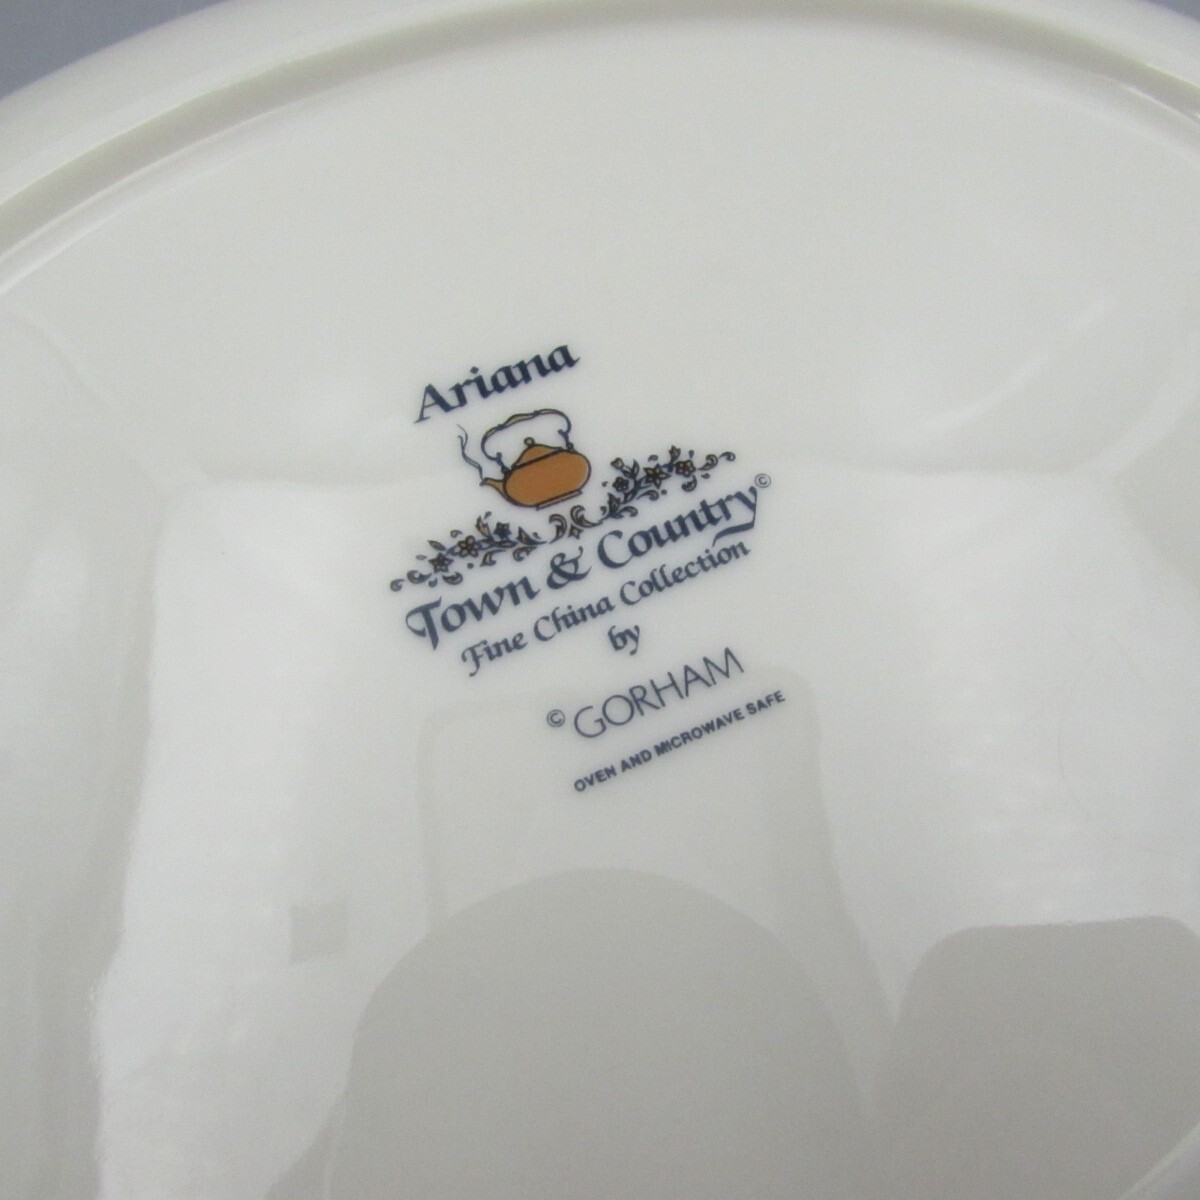 Ariana
Town & Country©
Fine China Collection
by
© GORHAM
OVEN AND MICROWAVE SAFE